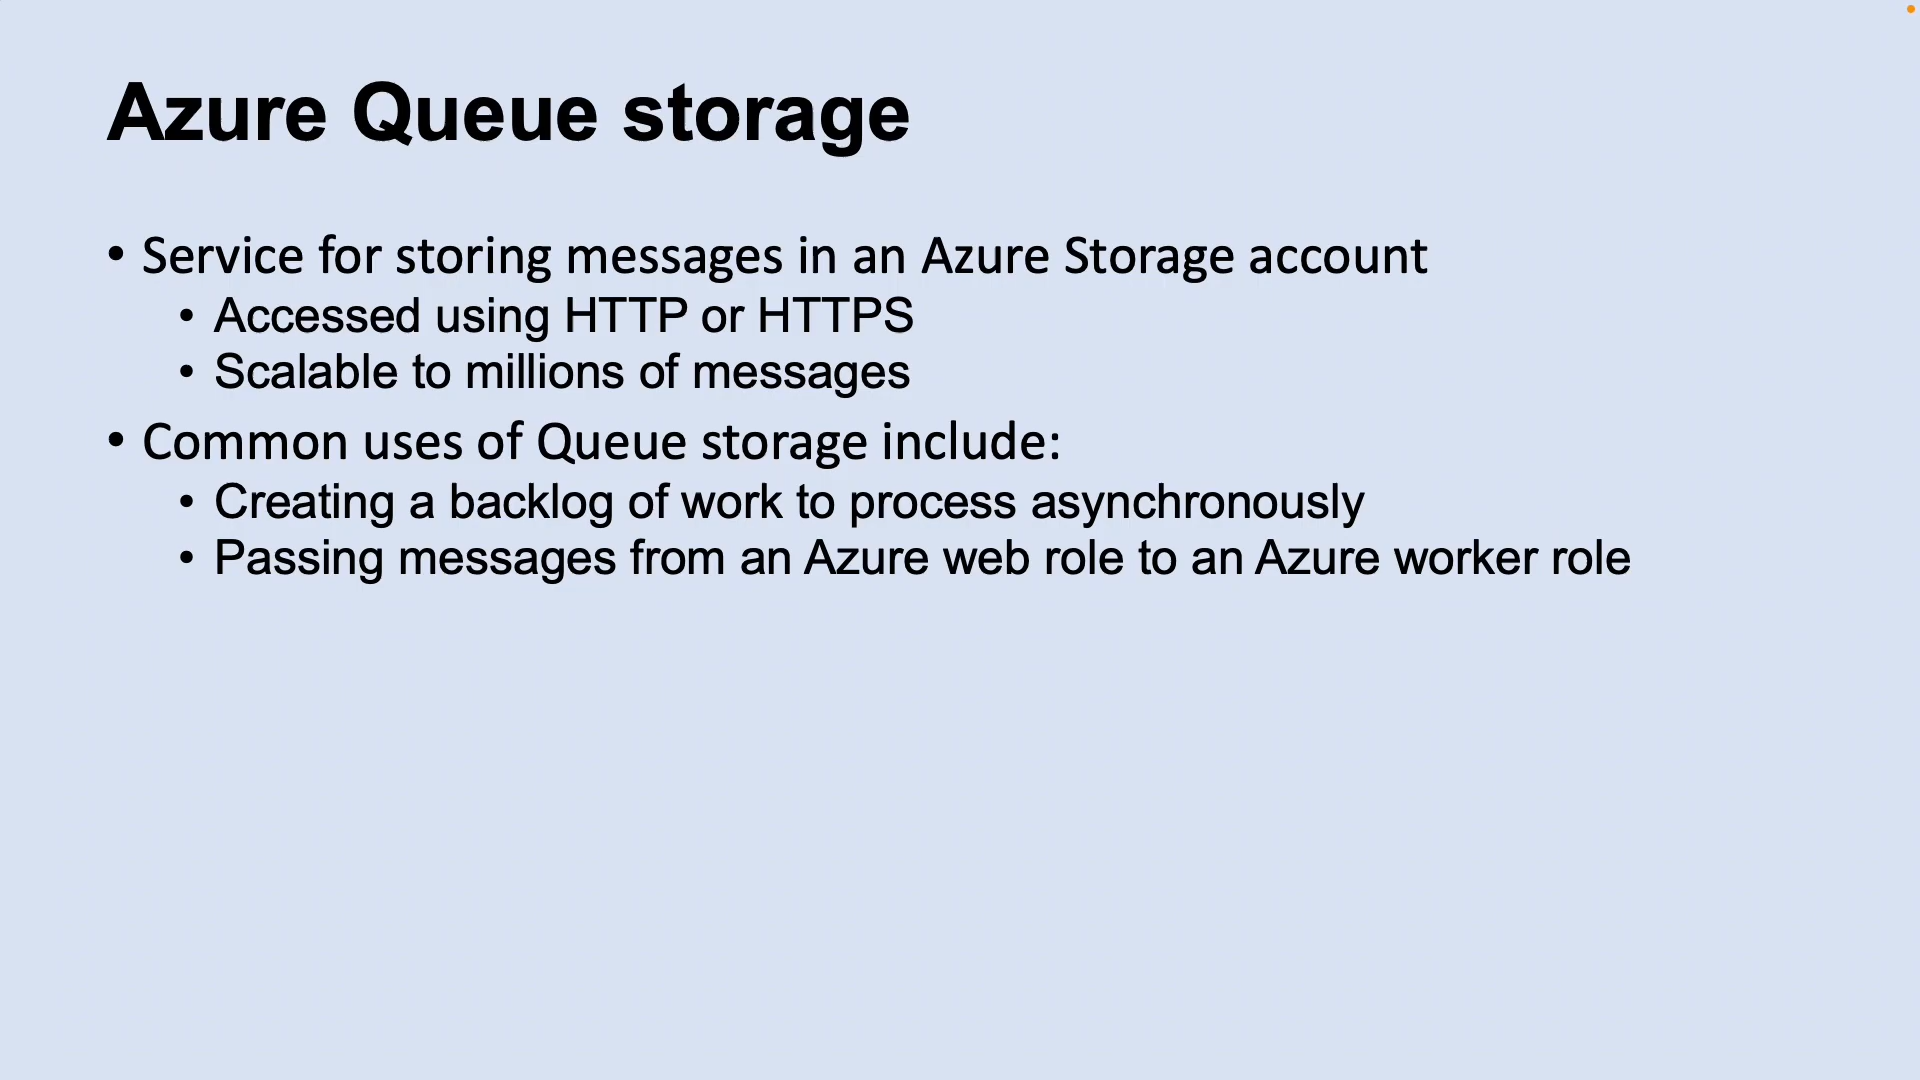 Azure Queue storage
• Service for storing messages in an Azure Storage account
• Accessed using HTTP or HTTPS
• Scalable to millions of messages
• Common uses of Queue storage include:
• Creating a backlog of work to process asynchronously
• Passing messages from an Azure web role to an Azure worker role